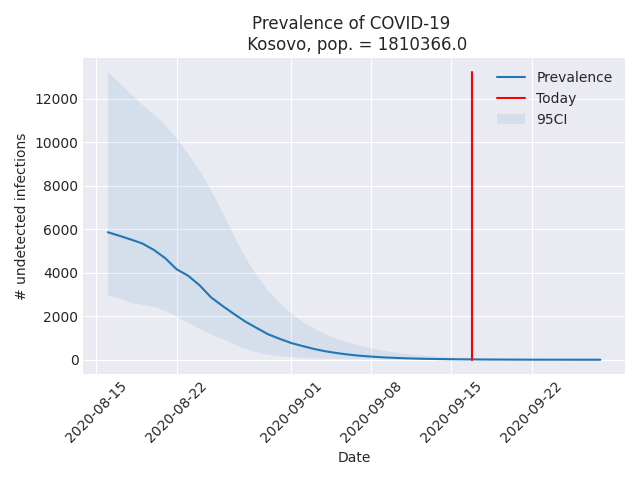 Prevalence of COVID-19
Kosovo, pop. = 1810366.0
Prevalence
Today
95CI
12000
10000
8000
6000
4000
2000
0
# undetected infections
2020-08-15
2020-08-22
2020-09-01
2020-09-08
2020-09-15
2020-09-22
Date